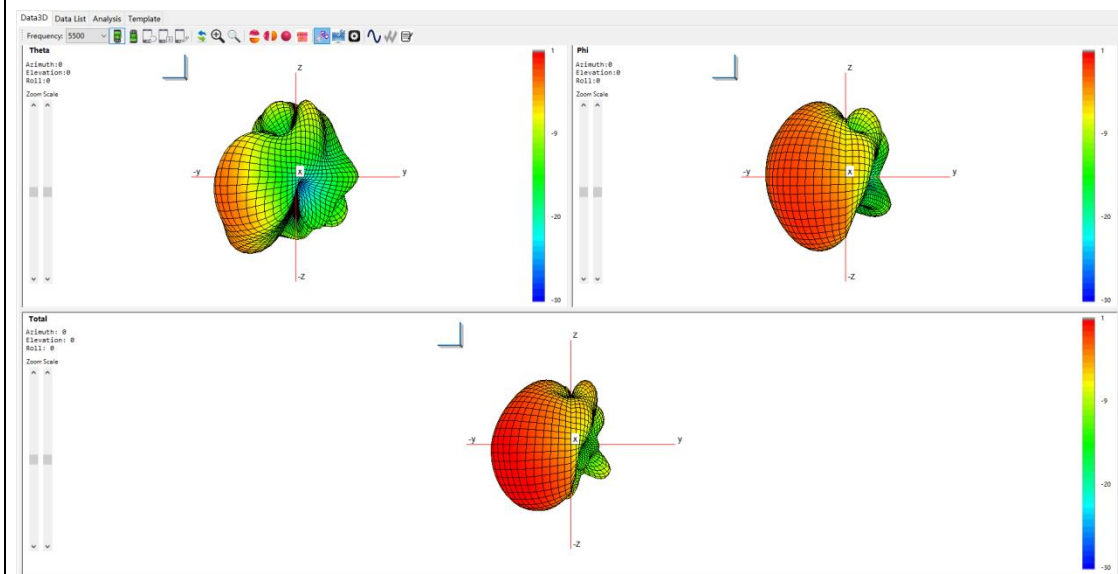 Data3D Data List Analysis Template
Frequency: 5500
Theta
Azimuth:0
Elevation:0
Roll:0
Zoom Scale
Z
-y
X
y
-Z
1
-9
-20
-30
Phi
Azimuth:0
Elevation:0
Roll:0
Zoom Scale
Z
-y
X
y
-Z
1
-9
-20
-30
Total
Azimuth: 0
Elevation: 0
Roll: 0
Zoom Scale
Z
-y
X
y
-Z
1
-9
-20
-30